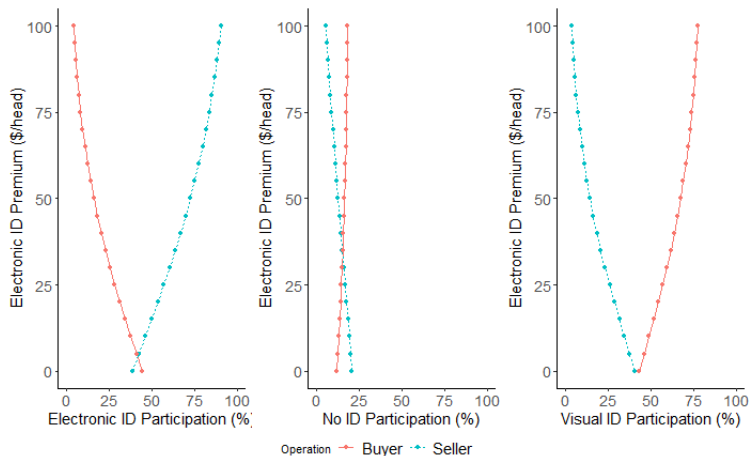 100
75
50
25
0
Electronic ID Premium ($/head)
0 25 50 75 100
Electronic ID Participation (%)
100
75
50
25
0
Electronic ID Premium ($/head)
0 25 50 75 100
No ID Participation (%)
100
75
50
25
0
Electronic ID Premium ($/head)
0 25 50 75 100
Visual ID Participation (%)
Operation Buyer Seller